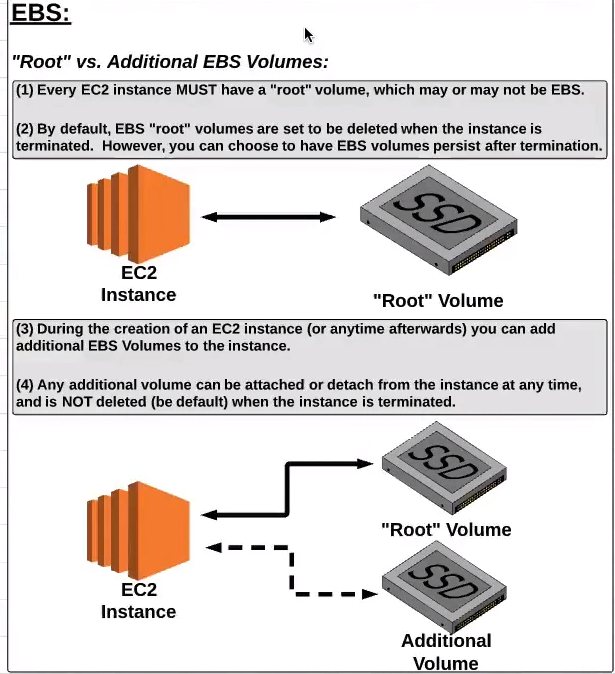 EBS:
"Root" vs. Additional EBS Volumes:
(1) Every EC2 instance MUST have a "root" volume, which may or may not be EBS.
(2) By default, EBS "root" volumes are set to be deleted when the instance is
terminated.  However, you can choose to have EBS volumes persist after termination.
SSD
EC2
Instance
"Root" Volume
(3) During the creation of an EC2 instance (or anytime afterwards) you can add
additional EBS Volumes to the instance.
(4) Any additional volume can be attached or detach from the instance at any time,
and is NOT deleted (be default) when the instance is terminated.
SSD
"Root" Volume
SSD
EC2
Instance
Additional
Volume